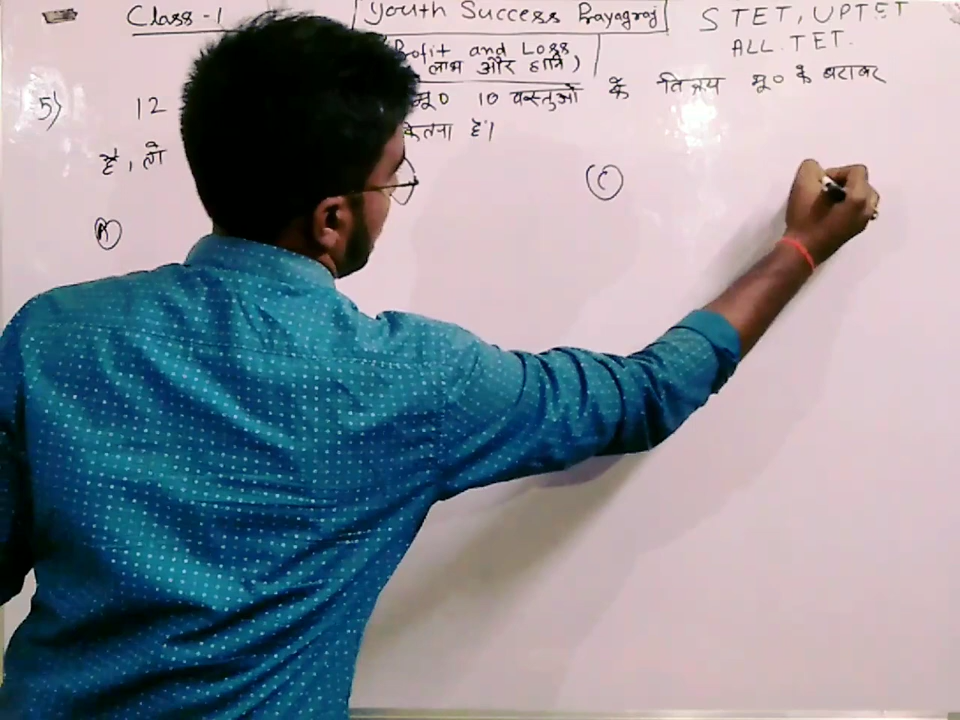 Class-1 Youth Success Prayagraj STET, UPTET
ALL.TET.
Profit and Loss
लाभ और हानि)
5) 12 मू० 10 वस्तुओं के विक्रय मू० के बराबर
है, तो कितना है।
A C